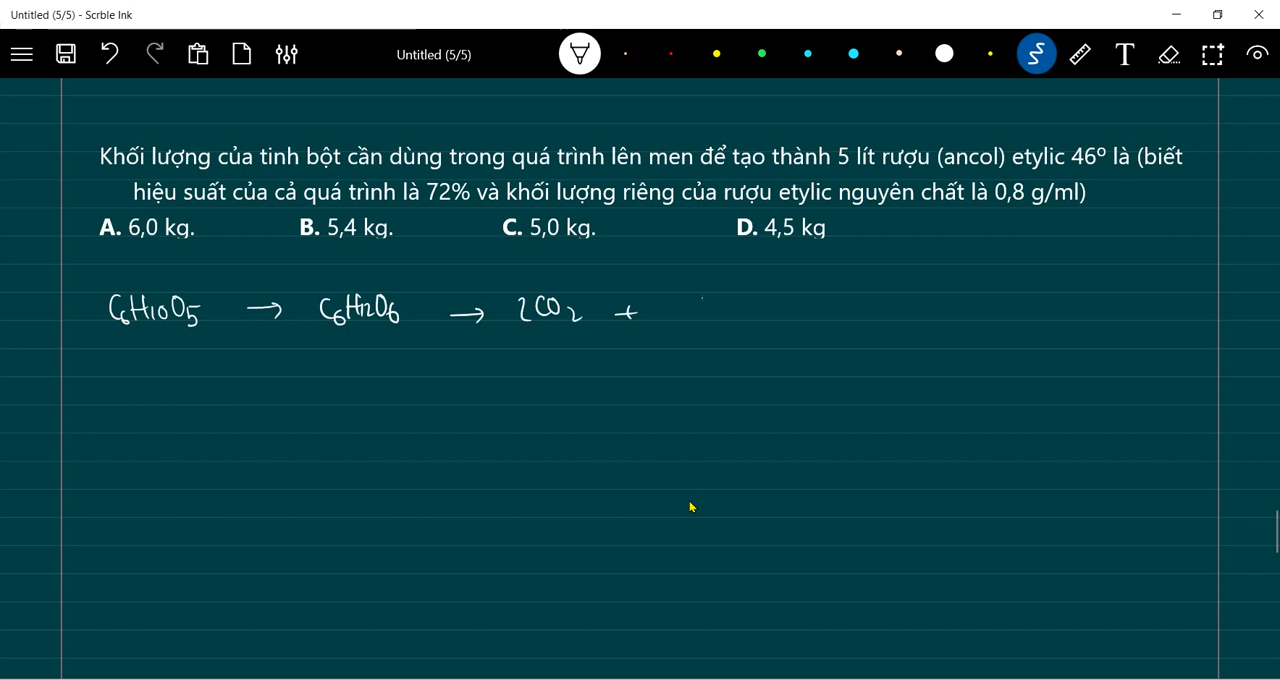 Untitled (5/5) - Scrble Ink
Untitled (5/5)
T
Khối lượng của tinh bột cần dùng trong quá trình lên men để tạo thành 5 lít rượu (ancol) etylic 46º là (biết
hiệu suất của cả quá trình là 72% và khối lượng riêng của rượu etylic nguyên chất là 0,8 g/ml)
A. 6,0 kg. B. 5,4 kg. C. 5,0 kg. D. 4,5 kg
C₆H₁₀O₅ → C₆H₁₂O₆ → 2CO₂ +